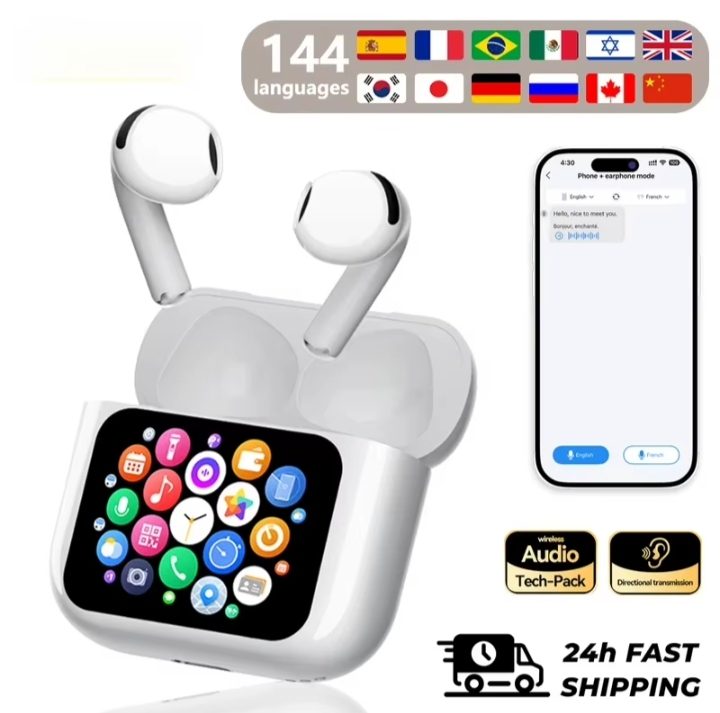 144
languages
4:30
100
Phone + earphone mode
English
French
Hello, nice to meet you.
Bonjour, enchanté.
English
French
wireless
Audio
Tech-Pack
Directional transmission
24h FAST
SHIPPING